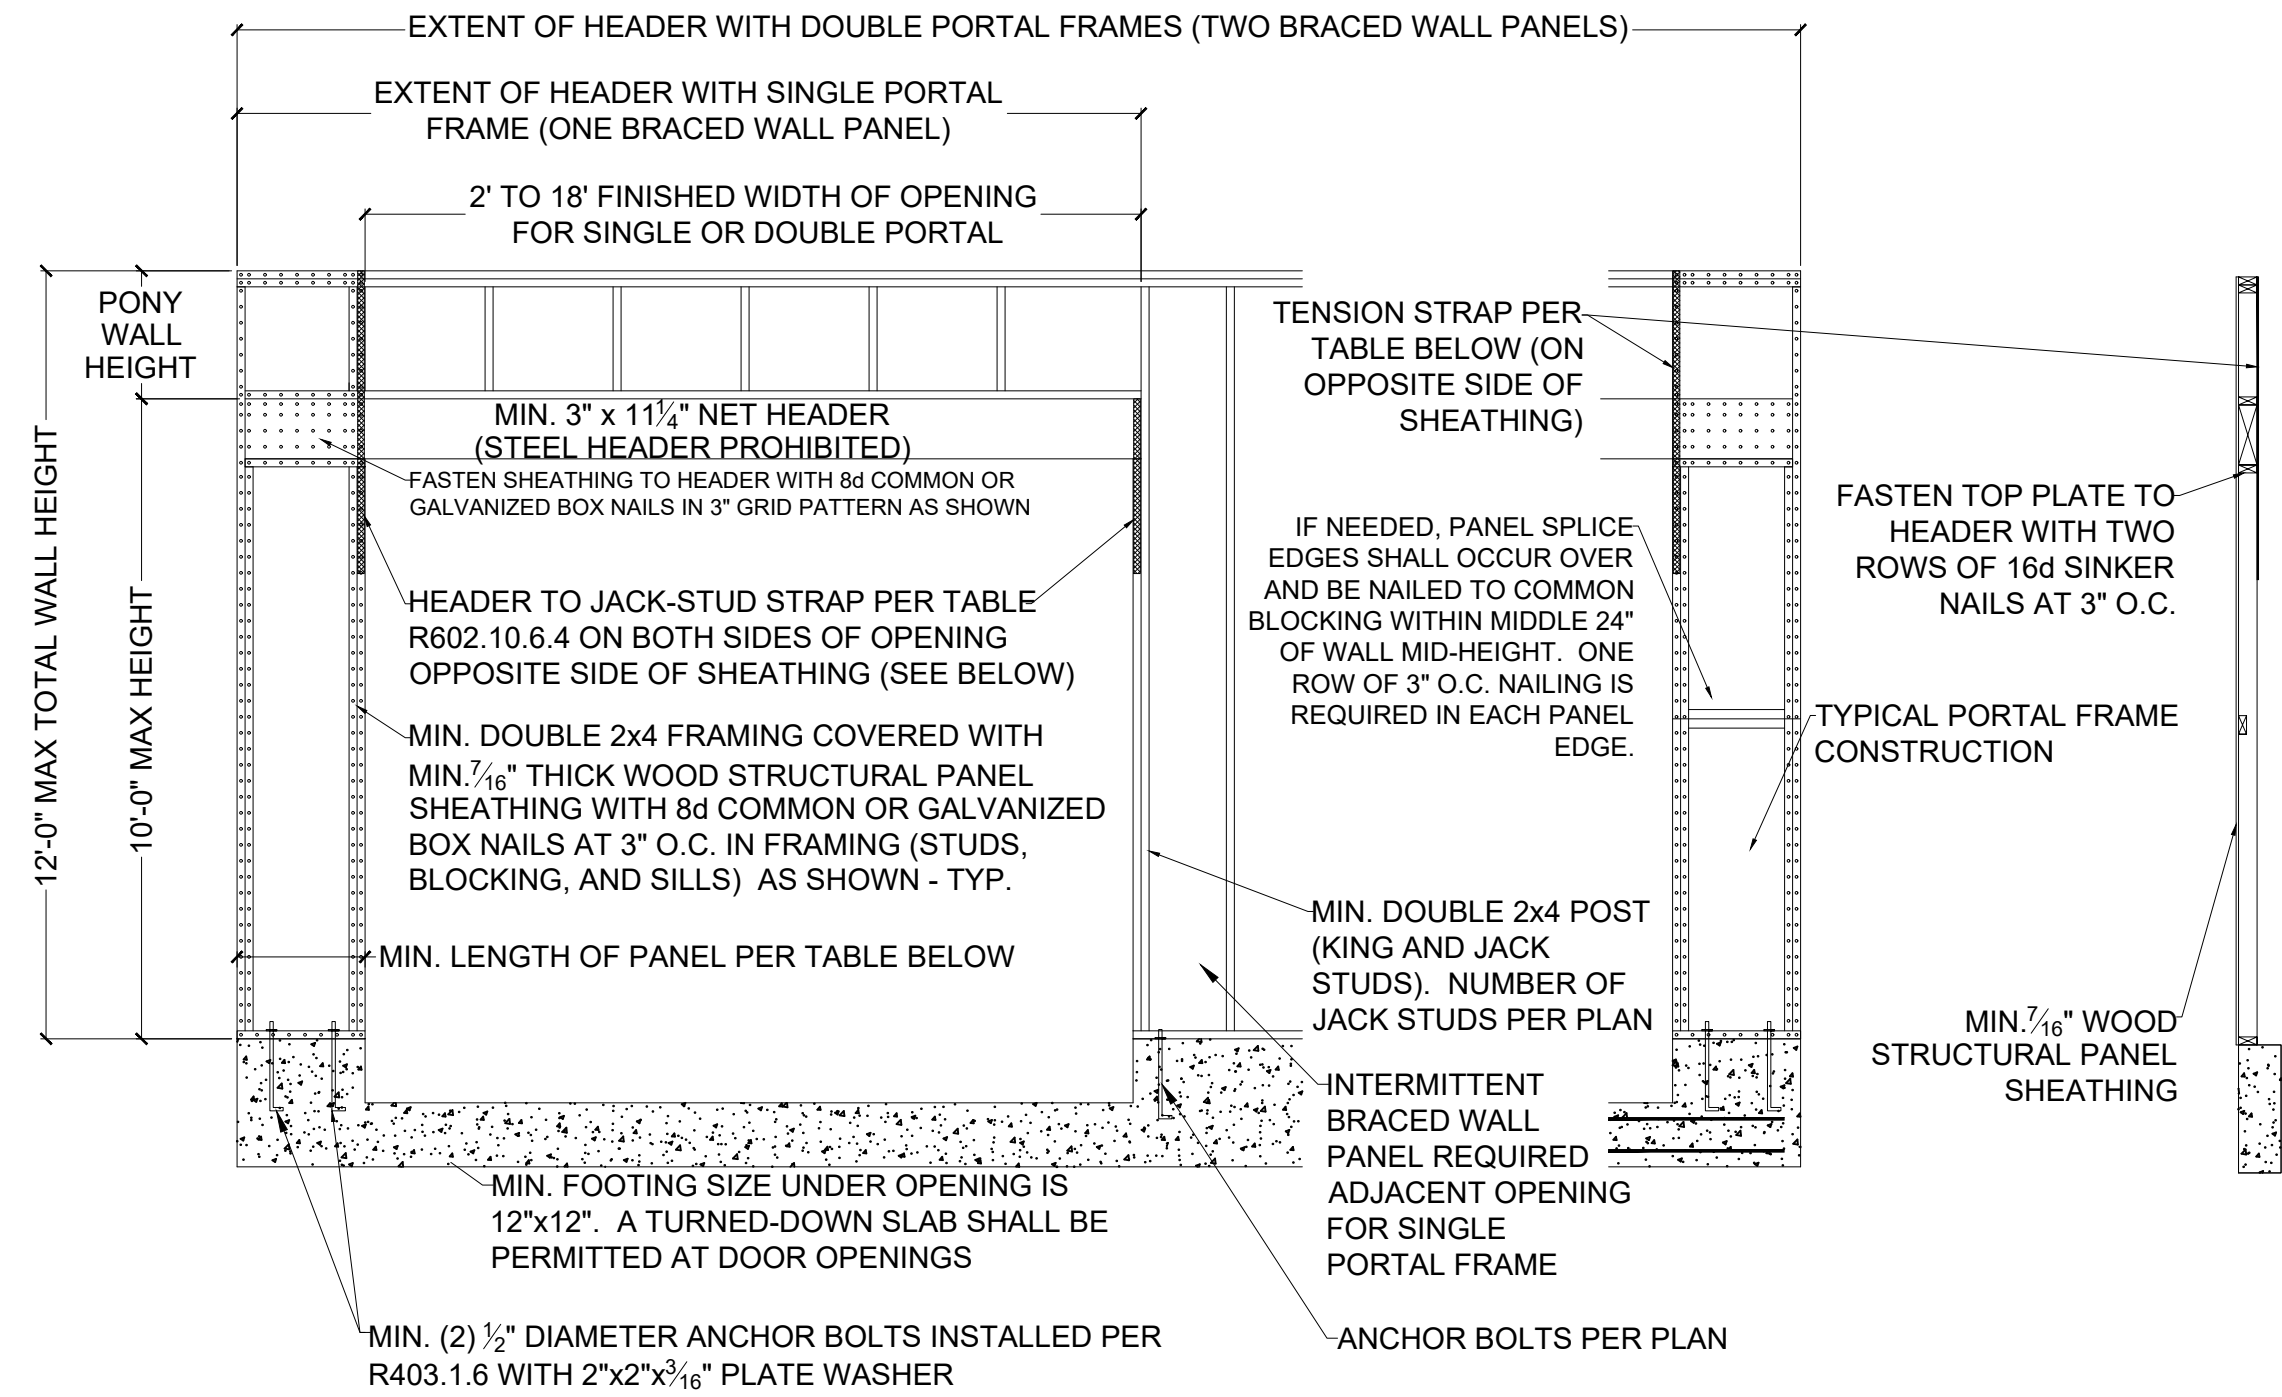 EXTENT OF HEADER WITH DOUBLE PORTAL FRAMES (TWO BRACED WALL PANELS)
EXTENT OF HEADER WITH SINGLE PORTAL
FRAME (ONE BRACED WALL PANEL)
2' TO 18' FINISHED WIDTH OF OPENING
FOR SINGLE OR DOUBLE PORTAL
12'-0" MAX TOTAL WALL HEIGHT
PONY
WALL
HEIGHT
10'-0" MAX HEIGHT
MIN. 3" x 11¼" NET HEADER
(STEEL HEADER PROHIBITED)
FASTEN SHEATHING TO HEADER WITH 8d COMMON OR
GALVANIZED BOX NAILS IN 3" GRID PATTERN AS SHOWN
HEADER TO JACK-STUD STRAP PER TABLE
R602.10.6.4 ON BOTH SIDES OF OPENING
OPPOSITE SIDE OF SHEATHING (SEE BELOW)
MIN. DOUBLE 2x4 FRAMING COVERED WITH
MIN.7⁄16" THICK WOOD STRUCTURAL PANEL
SHEATHING WITH 8d COMMON OR GALVANIZED
BOX NAILS AT 3" O.C. IN FRAMING (STUDS,
BLOCKING, AND SILLS) AS SHOWN - TYP.
MIN. LENGTH OF PANEL PER TABLE BELOW
MIN. FOOTING SIZE UNDER OPENING IS
12"x12". A TURNED-DOWN SLAB SHALL BE
PERMITTED AT DOOR OPENINGS
MIN. (2) ½" DIAMETER ANCHOR BOLTS INSTALLED PER
R403.1.6 WITH 2"x2"x3⁄16" PLATE WASHER
TENSION STRAP PER
TABLE BELOW (ON
OPPOSITE SIDE OF
SHEATHING)
IF NEEDED, PANEL SPLICE
EDGES SHALL OCCUR OVER
AND BE NAILED TO COMMON
BLOCKING WITHIN MIDDLE 24"
OF WALL MID-HEIGHT. ONE
ROW OF 3" O.C. NAILING IS
REQUIRED IN EACH PANEL
EDGE.
MIN. DOUBLE 2x4 POST
(KING AND JACK
STUDS). NUMBER OF
JACK STUDS PER PLAN
INTERMITTENT
BRACED WALL
PANEL REQUIRED
ADJACENT OPENING
FOR SINGLE
PORTAL FRAME
ANCHOR BOLTS PER PLAN
FASTEN TOP PLATE TO
HEADER WITH TWO
ROWS OF 16d SINKER
NAILS AT 3" O.C.
TYPICAL PORTAL FRAME
CONSTRUCTION
MIN.7⁄16" WOOD
STRUCTURAL PANEL
SHEATHING